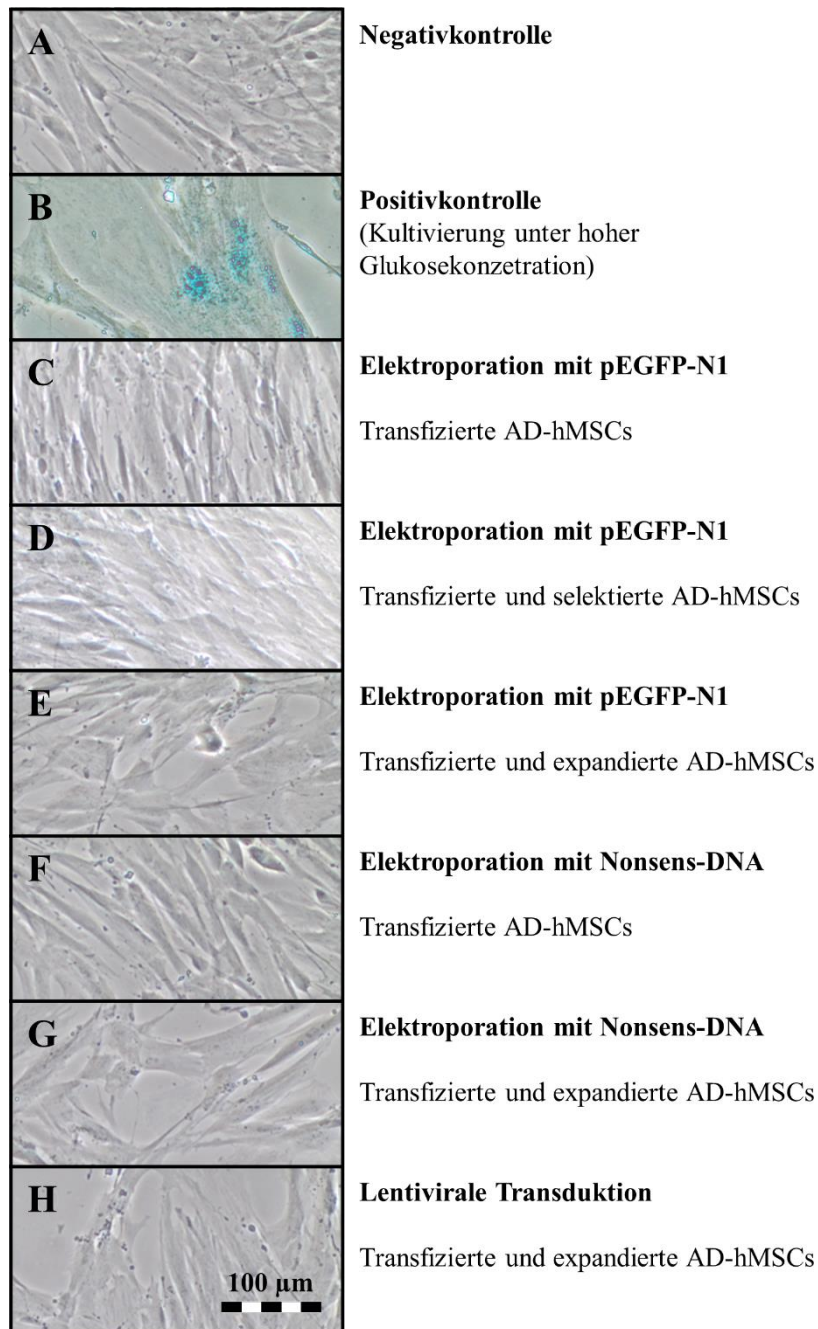 A
Negativkontrolle
B
Positivkontrolle
(Kultivierung unter hoher
Glukosekonzetration)
C
Elektroporation mit pEGFP-N1
Transfizierte AD-hMSCs
D
Elektroporation mit pEGFP-N1
Transfizierte und selektierte AD-hMSCs
E
Elektroporation mit pEGFP-N1
Transfizierte und expandierte AD-hMSCs
F
Elektroporation mit Nonsens-DNA
Transfizierte AD-hMSCs
G
Elektroporation mit Nonsens-DNA
Transfizierte und expandierte AD-hMSCs
H
Lentivirale Transduktion
Transfizierte und expandierte AD-hMSCs
100 µm